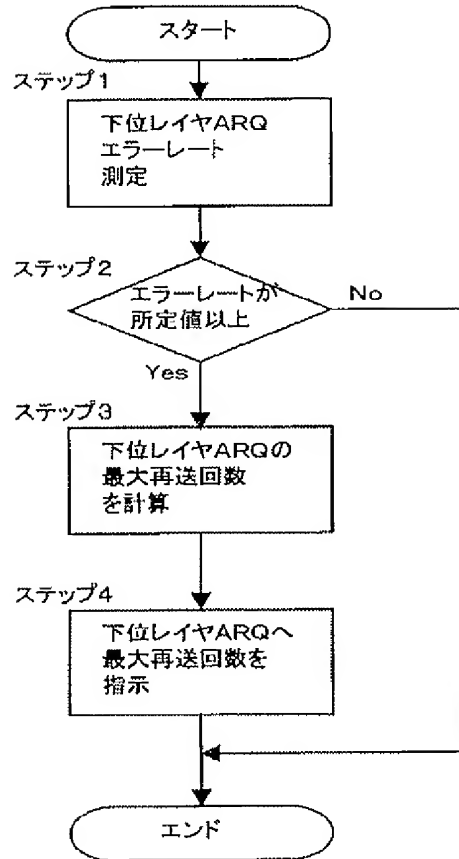 スタート
ステップ1
下位レイヤARQ
エラーレート
測定
ステップ2
エラーレートが
所定値以上
No
Yes
ステップ3
下位レイヤARQの
最大再送回数
を計算
ステップ4
下位レイヤARQへ
最大再送回数を
指示
エンド